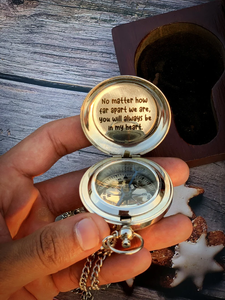 No matter how
far apart we are,
you will always be
in my heart.